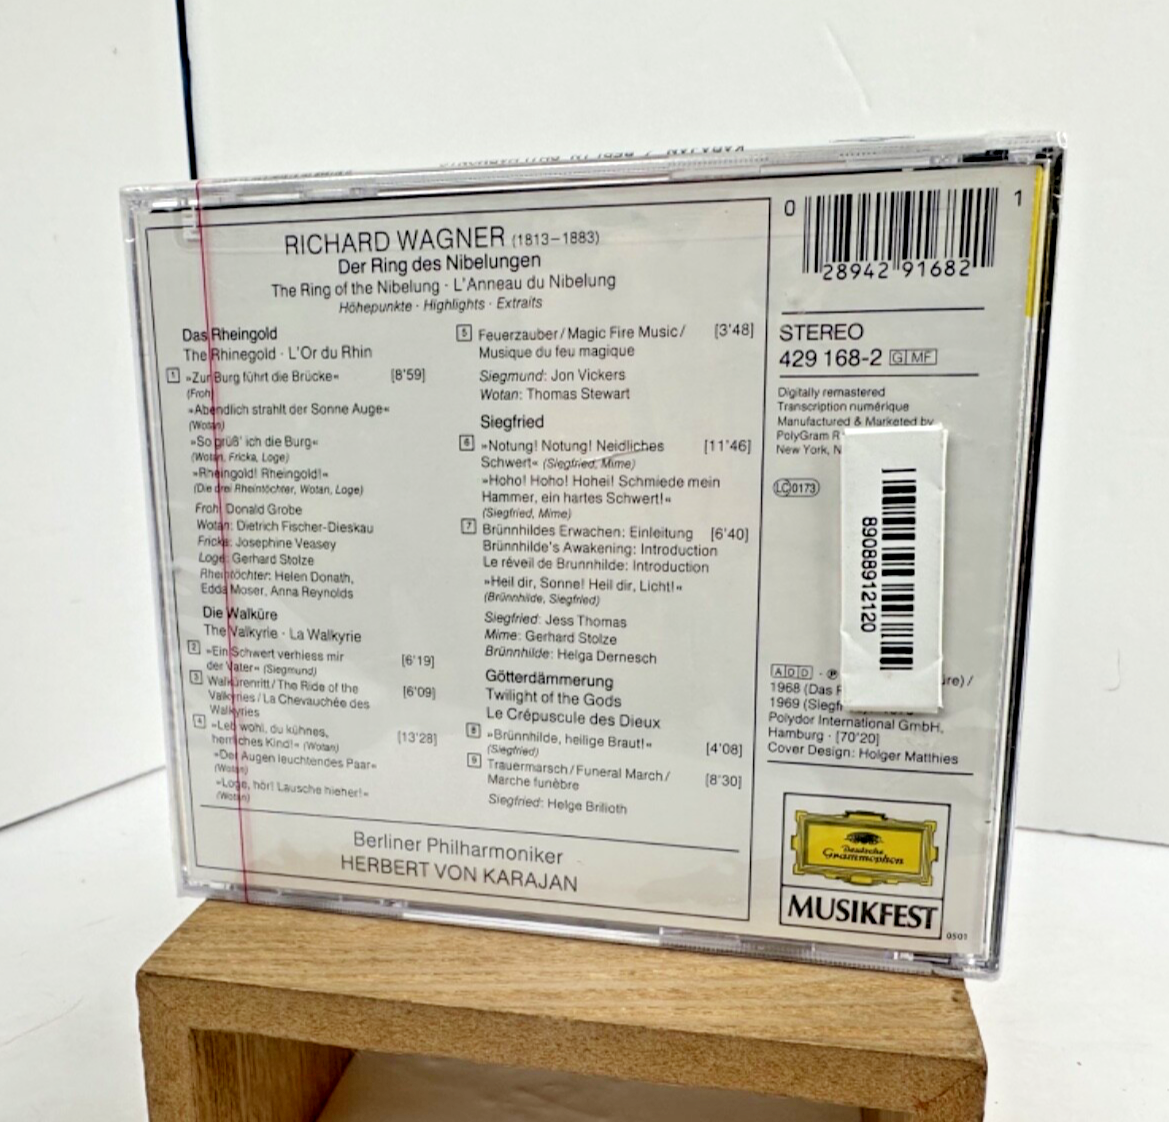 RICHARD WAGNER (1813–1883)
Der Ring des Nibelungen
The Ring of the Nibelung · L'Anneau du Nibelung
Höhepunkte · Highlights · Extraits
Das Rheingold
The Rhinegold · L'Or du Rhin
1 »Zur Burg führt die Brücke« [8'59]
(Froh)
»Abendlich strahlt der Sonne Auge«
(Wotan)
»So grüß' ich die Burg«
(Wotan, Fricka, Loge)
»Rheingold! Rheingold!«
(Die drei Rheintöchter, Wotan, Loge)
Froh: Donald Grobe
Wotan: Dietrich Fischer-Dieskau
Fricka: Josephine Veasey
Loge: Gerhard Stolze
Rheintöchter: Helen Donath,
Edda Moser, Anna Reynolds
Die Walküre
The Valkyrie · La Walkyrie
2 »Ein Schwert verhiess mir
der Vater« (Siegmund) [6'19]
3 Walkürenritt/The Ride of the
Valkyries/La Chevauchée des [6'09]
Walkyries
4 »Leb wohl, du kühnes,
herrliches Kind!« (Wotan) [13'28]
»Der Augen leuchtendes Paar«
(Wotan)
»Loge, hör! Lausche hieher!«
(Wotan)
5 Feuerzauber/Magic Fire Music/ [3'48]
Musique du feu magique
Siegmund: Jon Vickers
Wotan: Thomas Stewart
Siegfried
6 »Notung! Notung! Neidliches [11'46]
Schwert« (Siegfried, Mime)
»Hoho! Hoho! Hohei! Schmiede mein
Hammer, ein hartes Schwert!«
(Siegfried, Mime)
7 Brünnhildes Erwachen: Einleitung [6'40]
Brünnhilde's Awakening: Introduction
Le réveil de Brunnhilde: Introduction
»Heil dir, Sonne! Heil dir, Licht!«
(Brünnhilde, Siegfried)
Siegfried: Jess Thomas
Mime: Gerhard Stolze
Brünnhilde: Helga Dernesch
Götterdämmerung
Twilight of the Gods
Le Crépuscule des Dieux
8 »Brünnhilde, heilige Braut!« [4'08]
(Siegfried)
9 Trauermarsch/Funeral March/ [8'30]
Marche funèbre
Siegfried: Helge Brilioth
Berliner Philharmoniker
HERBERT VON KARAJAN
0 28942 91682 1
STEREO
429 168-2 G MF
Digitally remastered
Transcription numérique
Manufactured & Marketed by
PolyGram R
New York, N
LC 0173
89088912120
ADD · ℗
1968 (Das R üre) /
1969 (Siegfr
Polydor International GmbH,
Hamburg · [70'20]
Cover Design: Holger Matthies
Deutsche
Grammophon
MUSIKFEST
0501